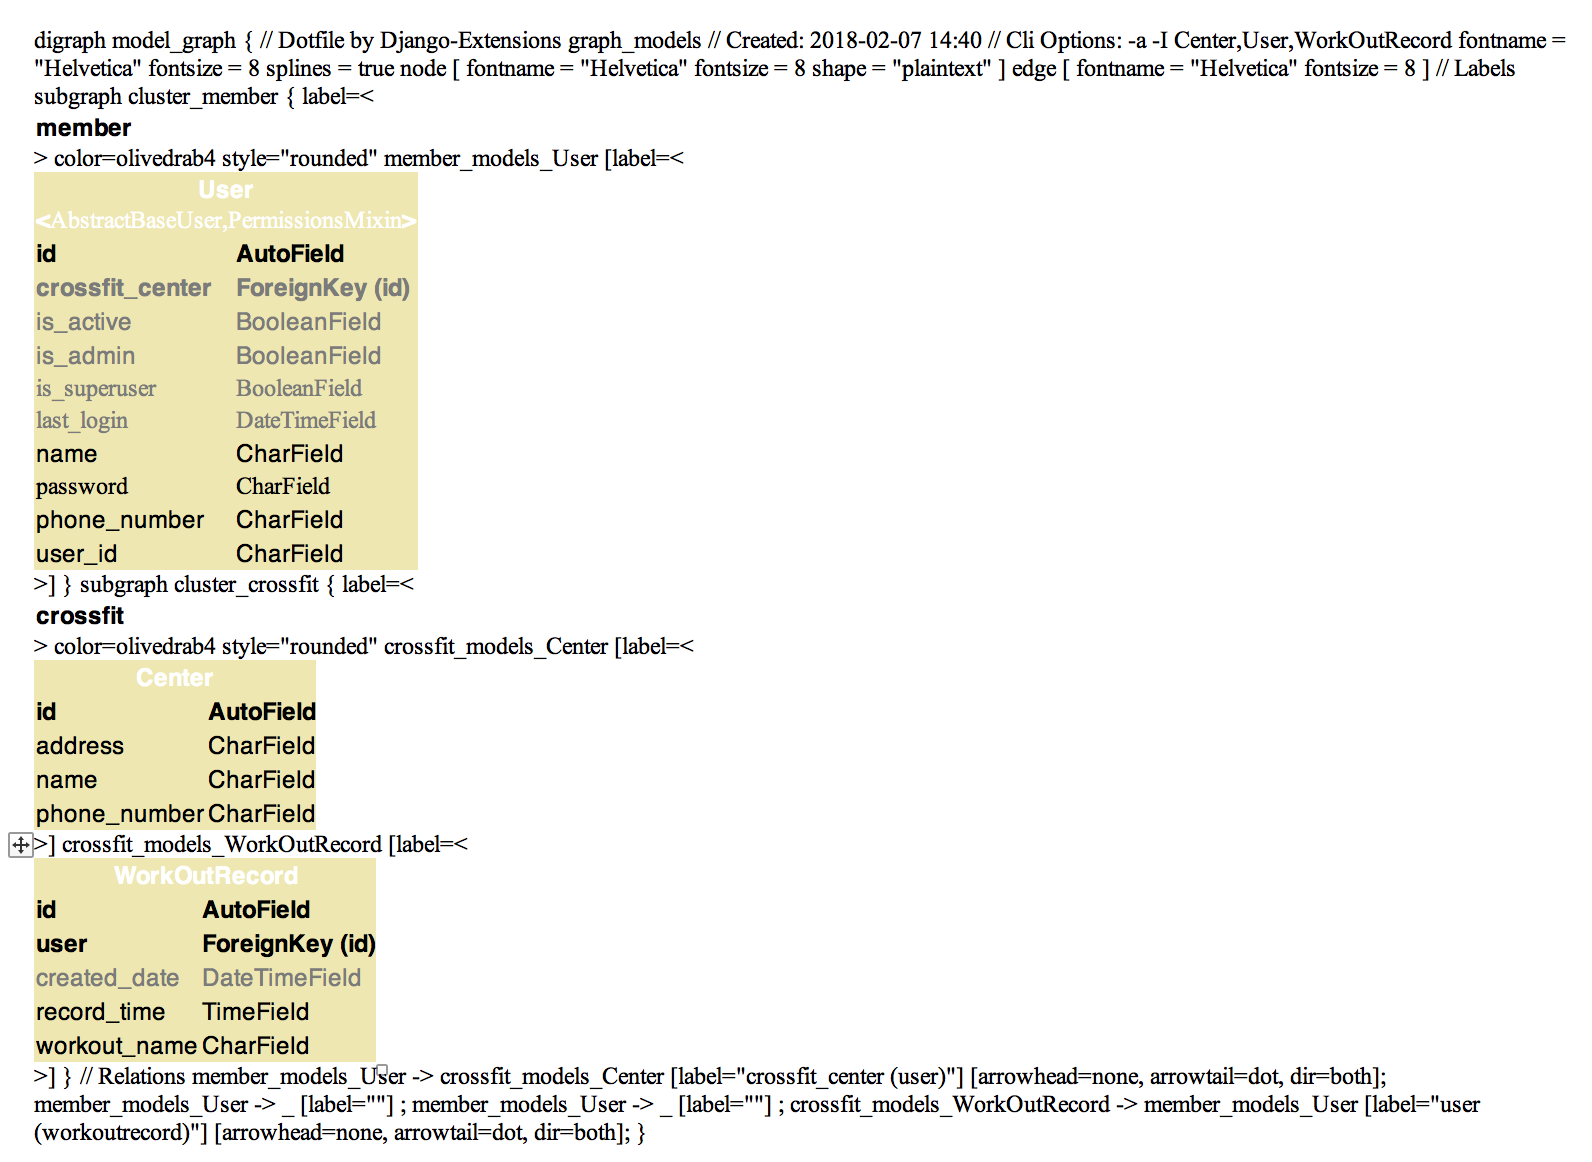 digraph model_graph { // Dotfile by Django-Extensions graph_models // Created: 2018-02-07 14:40 // Cli Options: -a -I Center,User,WorkOutRecord fontname =
"Helvetica" fontsize = 8 splines = true node [ fontname = "Helvetica" fontsize = 8 shape = "plaintext" ] edge [ fontname = "Helvetica" fontsize = 8 ] // Labels
subgraph cluster_member { label=<
member
> color=olivedrab4 style="rounded" member_models_User [label=<
User
<AbstractBaseUser,PermissionsMixin>
id AutoField
crossfit_center ForeignKey (id)
is_active BooleanField
is_admin BooleanField
is_superuser BooleanField
last_login DateTimeField
name CharField
password CharField
phone_number CharField
user_id CharField
>] } subgraph cluster_crossfit { label=<
crossfit
> color=olivedrab4 style="rounded" crossfit_models_Center [label=<
Center
id AutoField
address CharField
name CharField
phone_number CharField
>] crossfit_models_WorkOutRecord [label=<
WorkOutRecord
id AutoField
user ForeignKey (id)
created_date DateTimeField
record_time TimeField
workout_name CharField
>] } // Relations member_models_User -> crossfit_models_Center [label="crossfit_center (user)"] [arrowhead=none, arrowtail=dot, dir=both];
member_models_User -> _ [label=""] ; member_models_User -> _ [label=""] ; crossfit_models_WorkOutRecord -> member_models_User [label="user
(workoutrecord)"] [arrowhead=none, arrowtail=dot, dir=both]; }